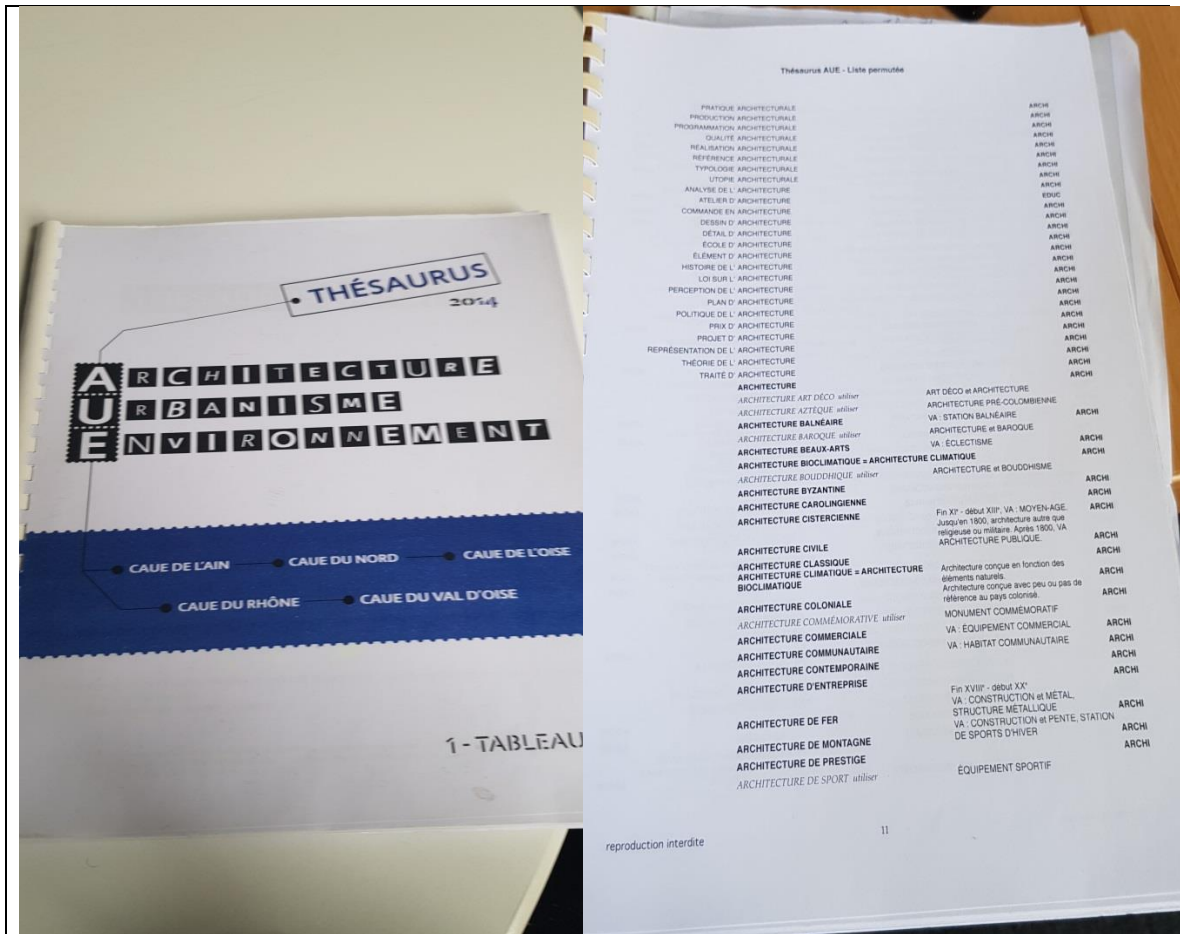 THÉSAURUS
2014
ARCHITECTURE
URBANISME
ENVIRONNEMENT
CAUE DE L'AIN
CAUE DU NORD
CAUE DE L'OISE
CAUE DU RHÔNE
CAUE DU VAL D'OISE
1 - TABLEAU
Thésaurus AUE - Liste permutée
PRATIQUE ARCHITECTURALE ARCHI
PRODUCTION ARCHITECTURALE ARCHI
PROGRAMMATION ARCHITECTURALE ARCHI
QUALITÉ ARCHITECTURALE ARCHI
RÉALISATION ARCHITECTURALE ARCHI
RÉFÉRENCE ARCHITECTURALE ARCHI
TYPOLOGIE ARCHITECTURALE ARCHI
UTOPIE ARCHITECTURALE ARCHI
ANALYSE DE L' ARCHITECTURE ARCHI
ATELIER D' ARCHITECTURE EDUC
COMMANDE EN ARCHITECTURE ARCHI
DESSIN D' ARCHITECTURE ARCHI
DÉTAIL D' ARCHITECTURE ARCHI
ÉCOLE D' ARCHITECTURE ARCHI
ÉLÉMENT D' ARCHITECTURE ARCHI
HISTOIRE DE L' ARCHITECTURE ARCHI
LOI SUR L' ARCHITECTURE ARCHI
PERCEPTION DE L' ARCHITECTURE ARCHI
PLAN D' ARCHITECTURE ARCHI
POLITIQUE DE L' ARCHITECTURE ARCHI
PRIX D' ARCHITECTURE ARCHI
PROJET D' ARCHITECTURE ARCHI
REPRÉSENTATION DE L' ARCHITECTURE ARCHI
THÉORIE DE L' ARCHITECTURE ARCHI
TRAITÉ D' ARCHITECTURE ARCHI
ARCHITECTURE ARCHI
ARCHITECTURE ART DÉCO utiliser ART DÉCO et ARCHITECTURE
ARCHITECTURE AZTÈQUE utiliser ARCHITECTURE PRÉ-COLOMBIENNE
ARCHITECTURE BALNÉAIRE VA : STATION BALNÉAIRE ARCHI
ARCHITECTURE BAROQUE utiliser ARCHITECTURE et BAROQUE
ARCHITECTURE BEAUX-ARTS VA : ÉCLECTISME ARCHI
ARCHITECTURE BIOCLIMATIQUE = ARCHITECTURE CLIMATIQUE ARCHI
ARCHITECTURE BOUDDHIQUE utiliser ARCHITECTURE et BOUDDHISME
ARCHITECTURE BYZANTINE ARCHI
ARCHITECTURE CAROLINGIENNE ARCHI
ARCHITECTURE CISTERCIENNE Fin XIᵉ - début XIIIᵉ, VA : MOYEN-AGE. ARCHI
Jusqu'en 1800, architecture autre que
religieuse ou militaire. Après 1800, VA
ARCHITECTURE CIVILE ARCHITECTURE PUBLIQUE. ARCHI
ARCHITECTURE CLASSIQUE ARCHI
ARCHITECTURE CLIMATIQUE = ARCHITECTURE Architecture conçue en fonction des
BIOCLIMATIQUE éléments naturels. ARCHI
Architecture conçue avec peu ou pas de
ARCHITECTURE COLONIALE référence au pays colonisé. ARCHI
ARCHITECTURE COMMÉMORATIVE utiliser MONUMENT COMMÉMORATIF
ARCHITECTURE COMMERCIALE VA : ÉQUIPEMENT COMMERCIAL ARCHI
ARCHITECTURE COMMUNAUTAIRE VA : HABITAT COMMUNAUTAIRE ARCHI
ARCHITECTURE CONTEMPORAINE ARCHI
ARCHITECTURE D'ENTREPRISE ARCHI
Fin XVIIIᵉ - début XXᵉ
VA : CONSTRUCTION et MÉTAL,
ARCHITECTURE DE FER STRUCTURE MÉTALLIQUE ARCHI
VA : CONSTRUCTION et PENTE, STATION
ARCHITECTURE DE MONTAGNE DE SPORTS D'HIVER ARCHI
ARCHITECTURE DE PRESTIGE ARCHI
ARCHITECTURE DE SPORT utiliser ÉQUIPEMENT SPORTIF
11
reproduction interdite